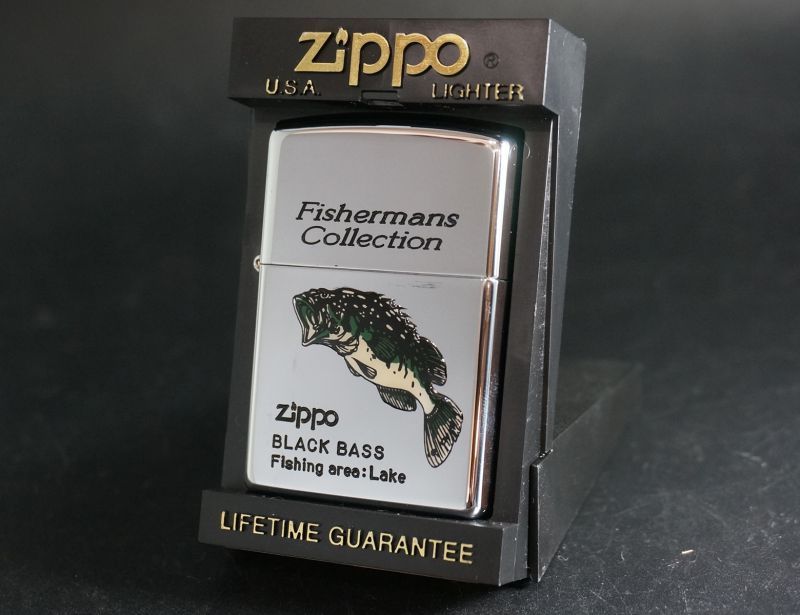 Zippo ®
U.S.A. LIGHTER
Fishermans
Collection
Zippo
BLACK BASS
Fishing area: Lake
LIFETIME GUARANTEE